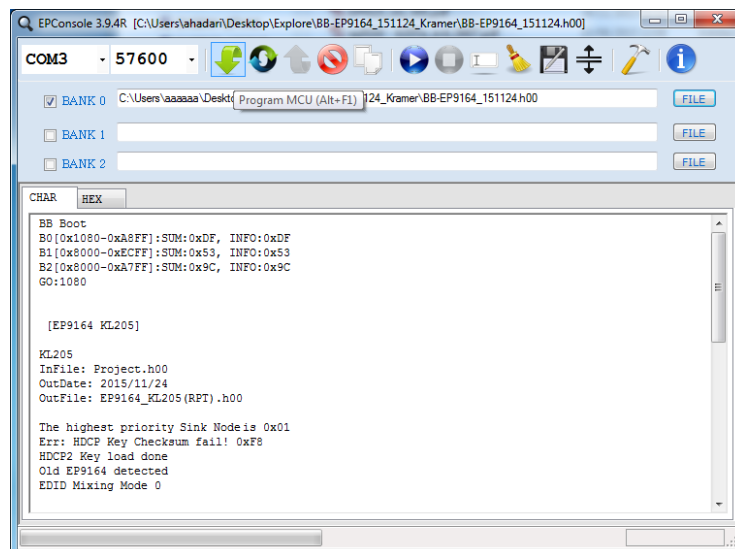 EPConsole 3.9.4R [C:\Users\ahadari\Desktop\Explore\BB-EP9164_151124_Kramer\BB-EP9164_151124.h00]
COM3 57600
BANK 0 C:\Users\aaaaaa\Deskto 124_Kramer\BB-EP9164_151124.h00 FILE
Program MCU (Alt+F1)
BANK 1 FILE
BANK 2 FILE
CHAR HEX
BB Boot
B0[0x1080-0xA8FF]:SUM:0xDF, INFO:0xDF
B1[0x8000-0xECFF]:SUM:0x53, INFO:0x53
B2[0x8000-0xA7FF]:SUM:0x9C, INFO:0x9C
GO:1080
[EP9164 KL205]
KL205
InFile: Project.h00
OutDate: 2015/11/24
OutFile: EP9164_KL205(RPT).h00
The highest priority Sink Node is 0x01
Err: HDCP Key Checksum fail! 0xF8
HDCP2 Key load done
Old EP9164 detected
EDID Mixing Mode 0